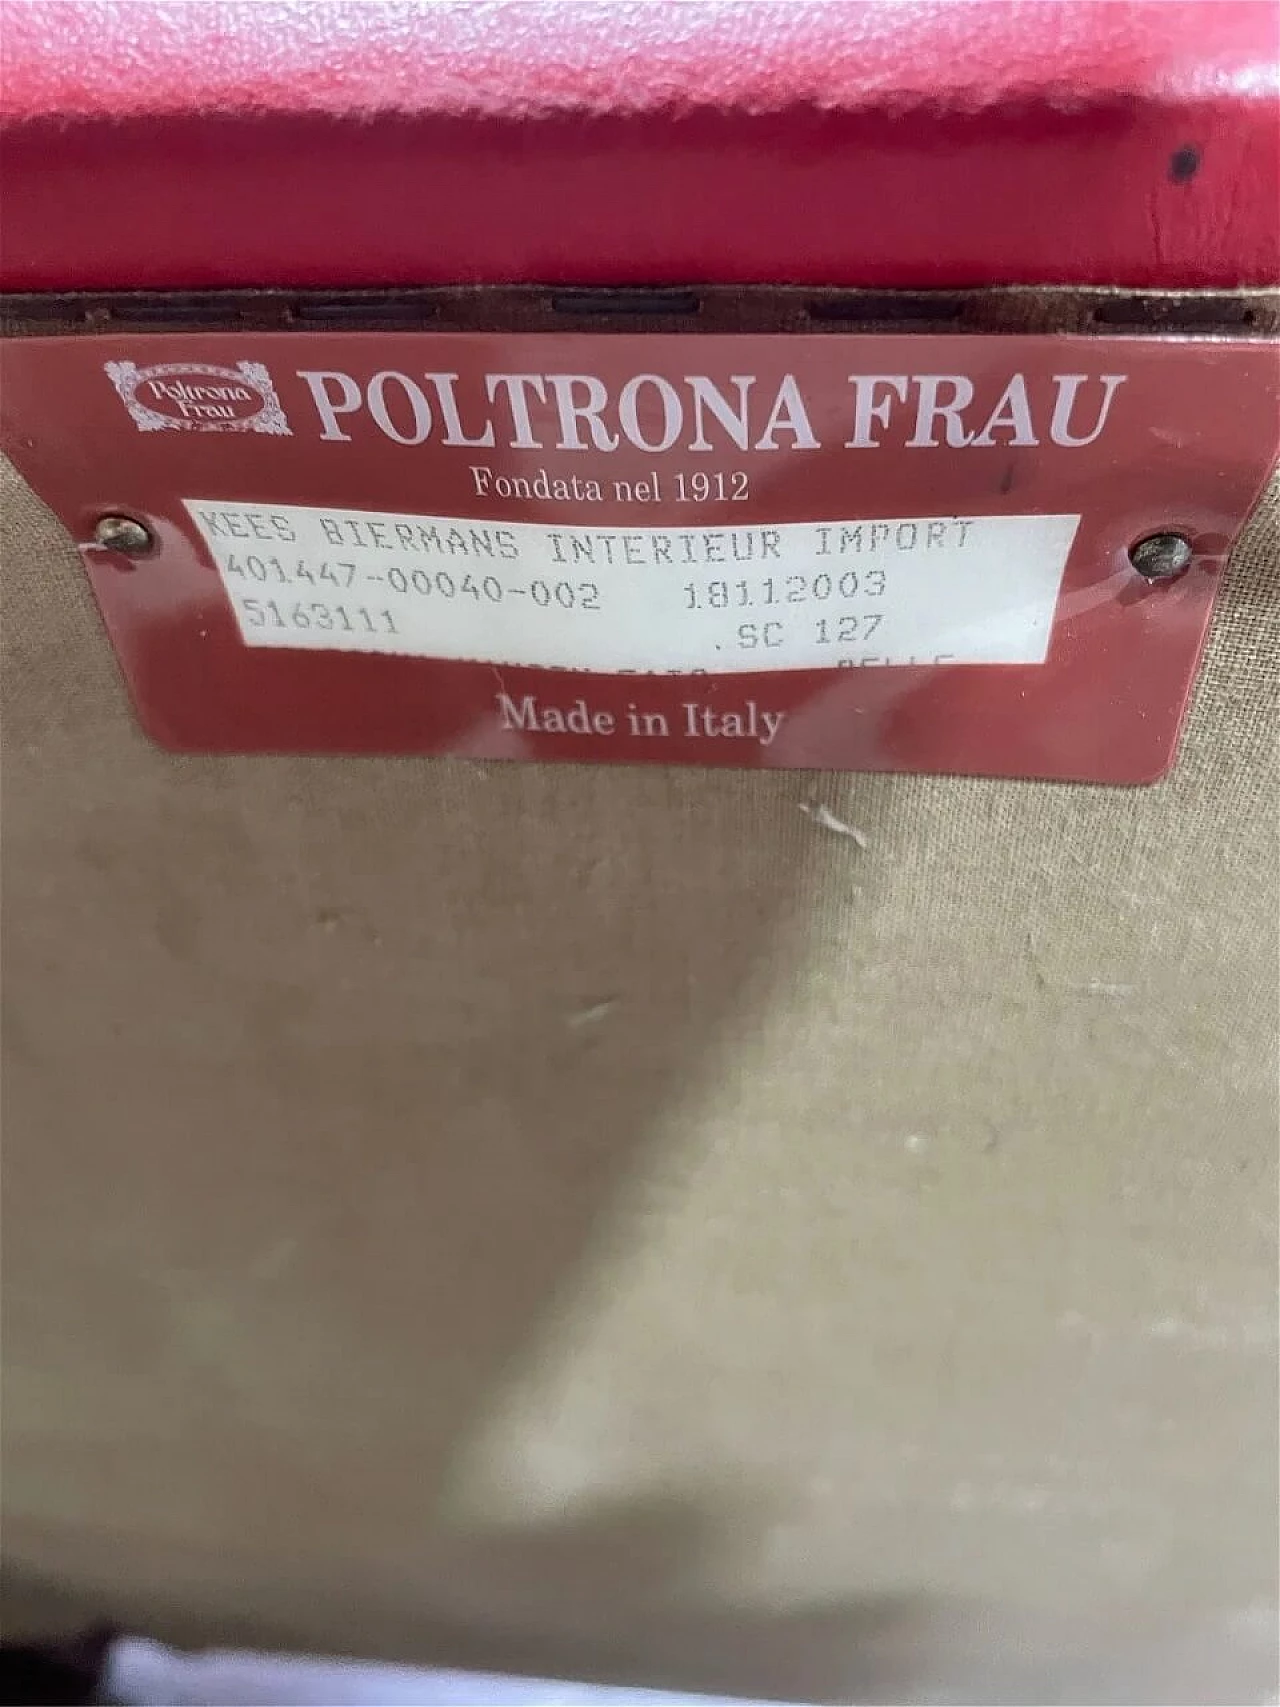 Poltrona
Frau
POLTRONA FRAU
Fondata nel 1912
KEES BIERMANS INTERIEUR IMPORT
401447-00040-002 18112003
5163111 .SC 127
Made in Italy